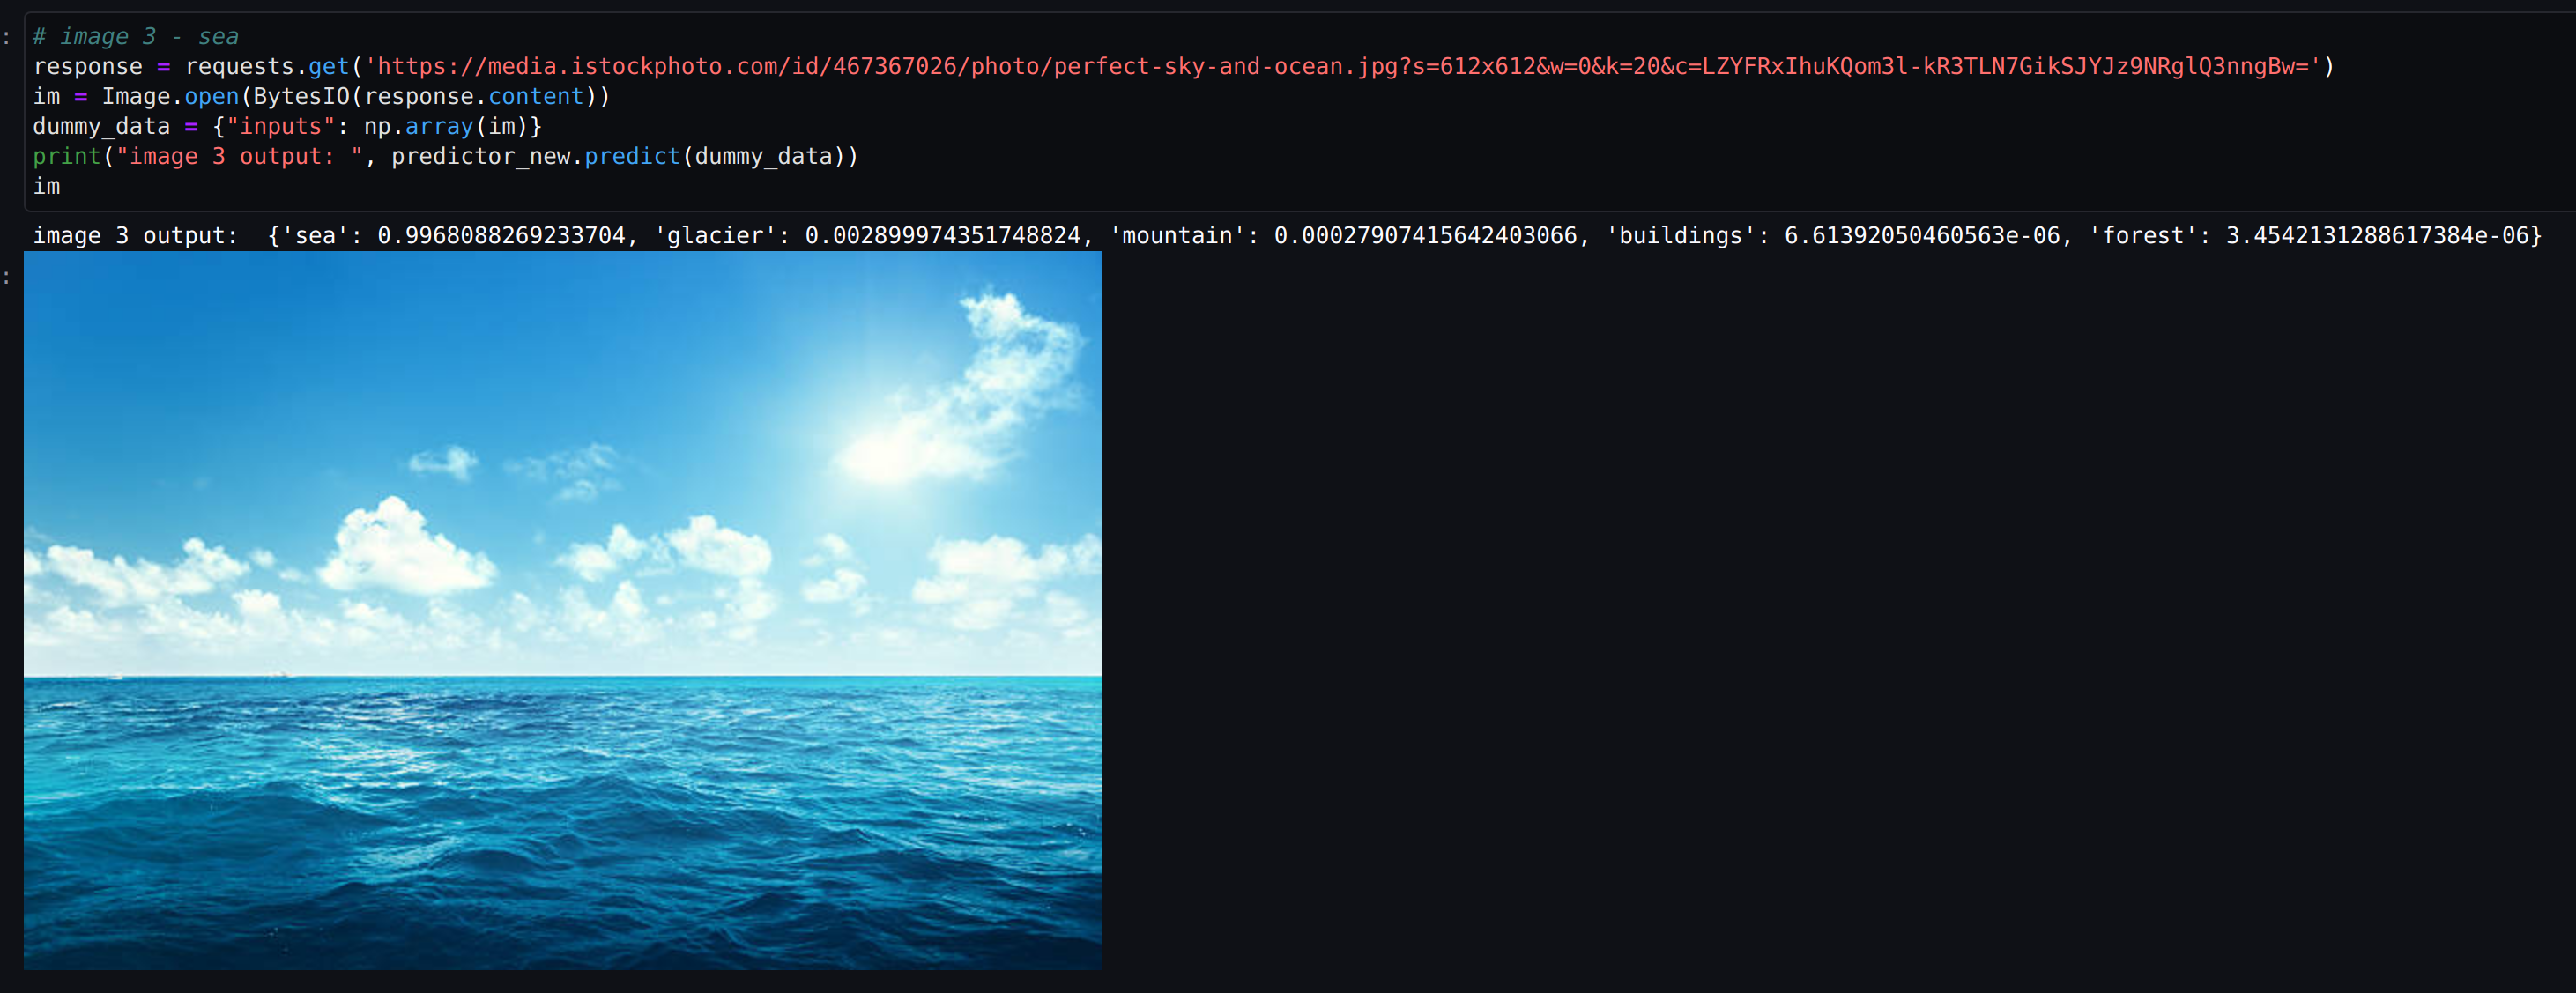 :
# image 3 - sea
response = requests.get('https://media.istockphoto.com/id/467367026/photo/perfect-sky-and-ocean.jpg?s=612x612&w=0&k=20&c=LZYFRxIhuKQom3l-kR3TLN7GikSJYJz9NRglQ3nngBw=')
im = Image.open(BytesIO(response.content))
dummy_data = {"inputs": np.array(im)}
print("image 3 output: ", predictor_new.predict(dummy_data))
im
image 3 output:  {'sea': 0.9968088269233704, 'glacier': 0.002899974351748824, 'mountain': 0.00027907415642403066, 'buildings': 6.61392050460563e-06, 'forest': 3.4542131288617384e-06}
: